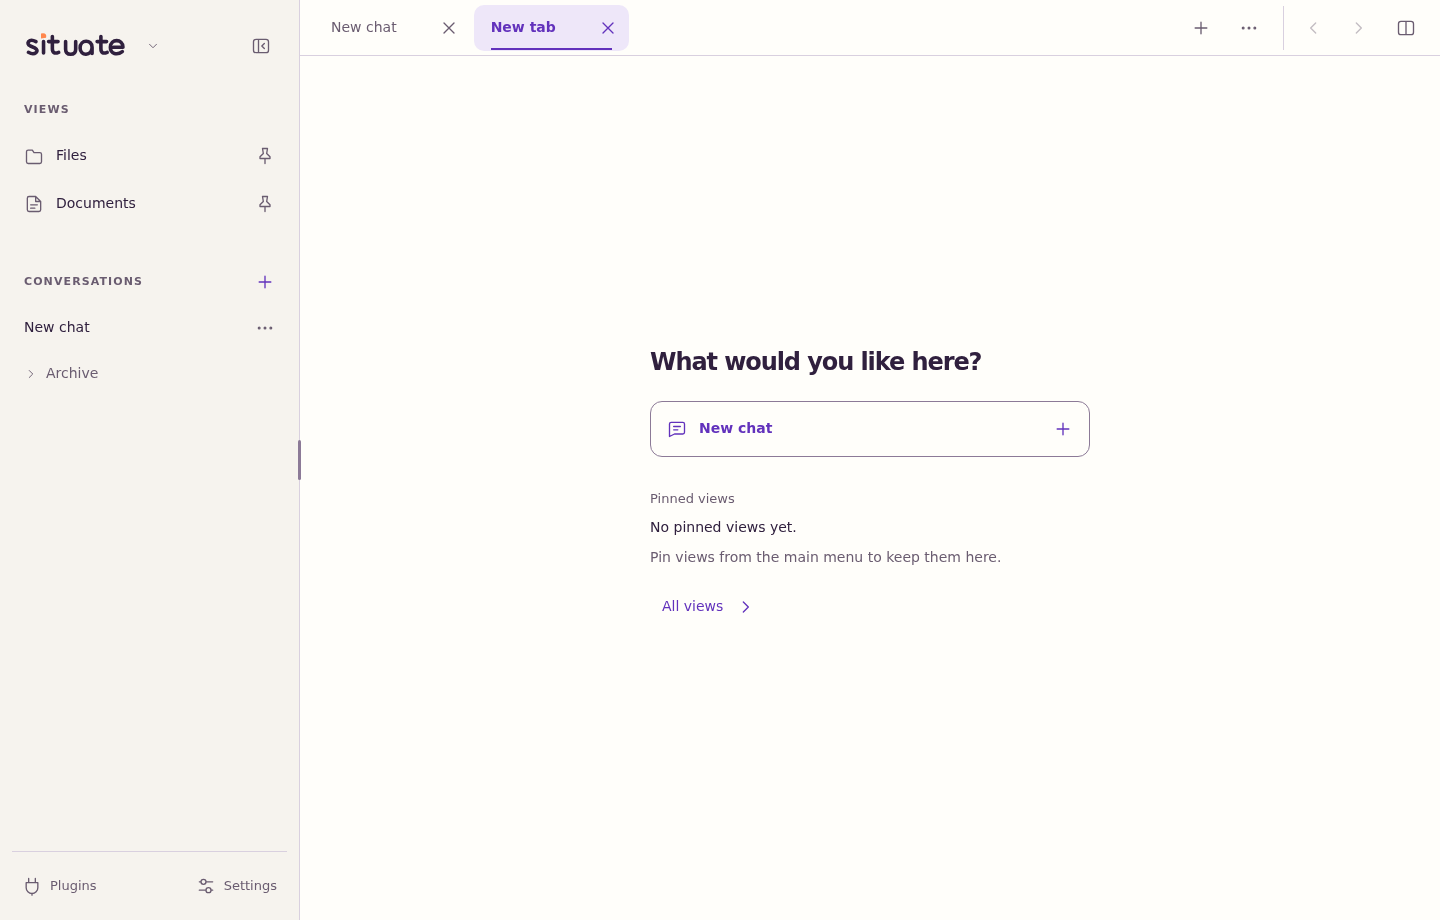 situate
VIEWS
Files
Documents
CONVERSATIONS
New chat
Archive
Plugins
Settings
New chat
New tab
What would you like here?
New chat
Pinned views
No pinned views yet.
Pin views from the main menu to keep them here.
All views